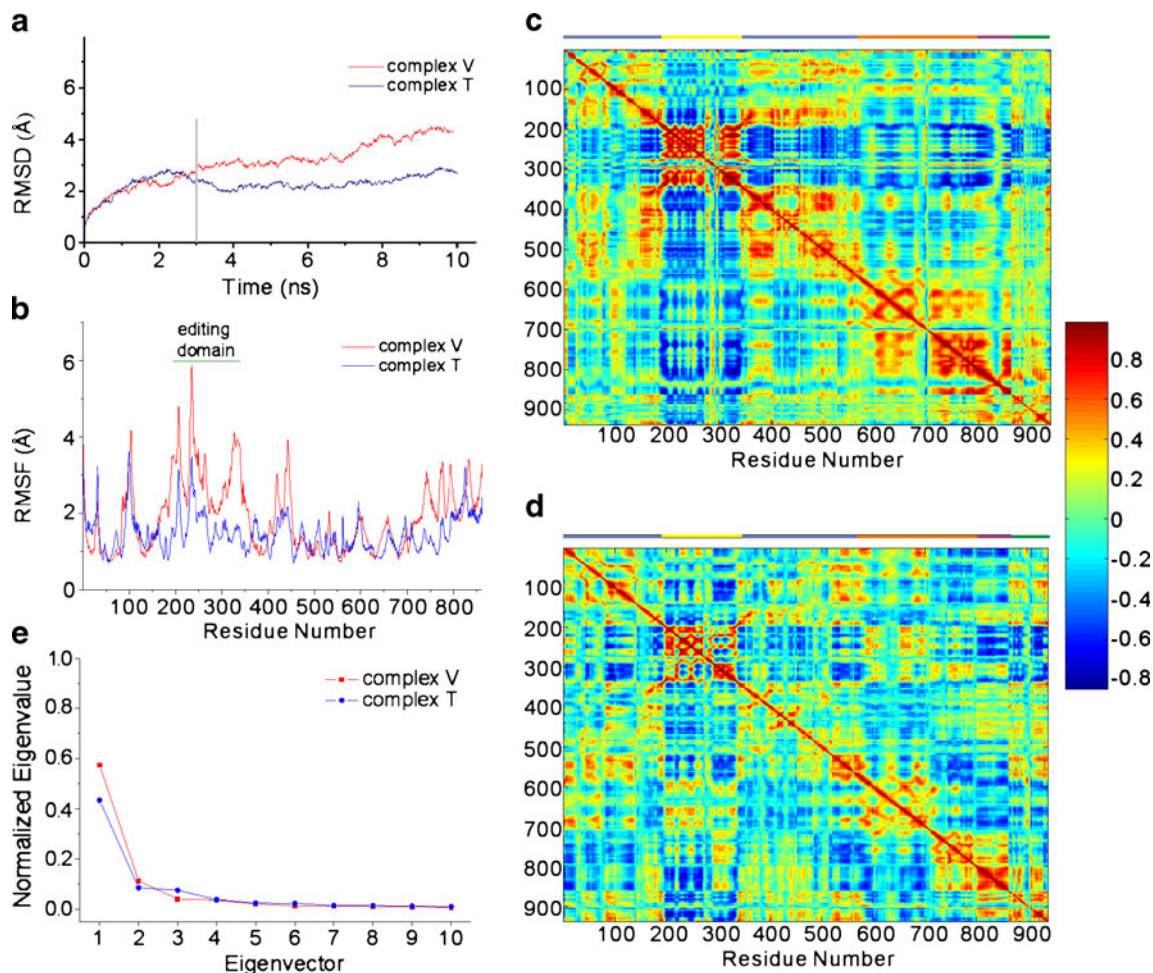 a
complex V
complex T
6
4
2
0
RMSD (Å)
0 2 4 6 8 10
Time (ns)
b
editing
domain
complex V
complex T
6
4
2
0
RMSF (Å)
100 200 300 400 500 600 700 800
Residue Number
e
complex V
complex T
1.0
0.8
0.6
0.4
0.2
0.0
Normalized Eigenvalue
1 2 3 4 5 6 7 8 9 10
Eigenvector
c
100
200
300
400
500
600
700
800
900
100 200 300 400 500 600 700 800 900
Residue Number
d
100
200
300
400
500
600
700
800
900
100 200 300 400 500 600 700 800 900
Residue Number
0.8
0.6
0.4
0.2
0
-0.2
-0.4
-0.6
-0.8